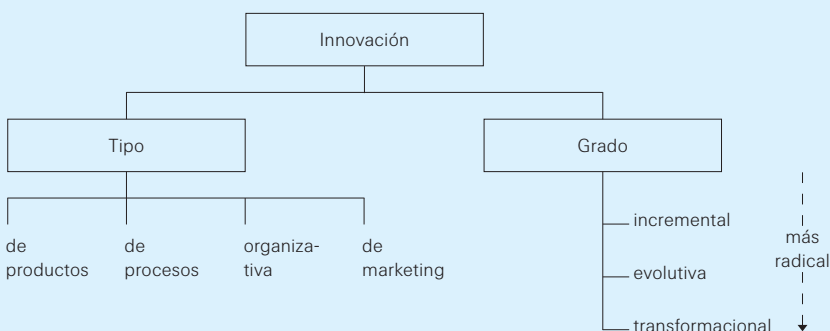 Innovación
Tipo
Grado
de
productos
de
procesos
organiza-
tiva
de
marketing
incremental
evolutiva
transformacional
más
radical